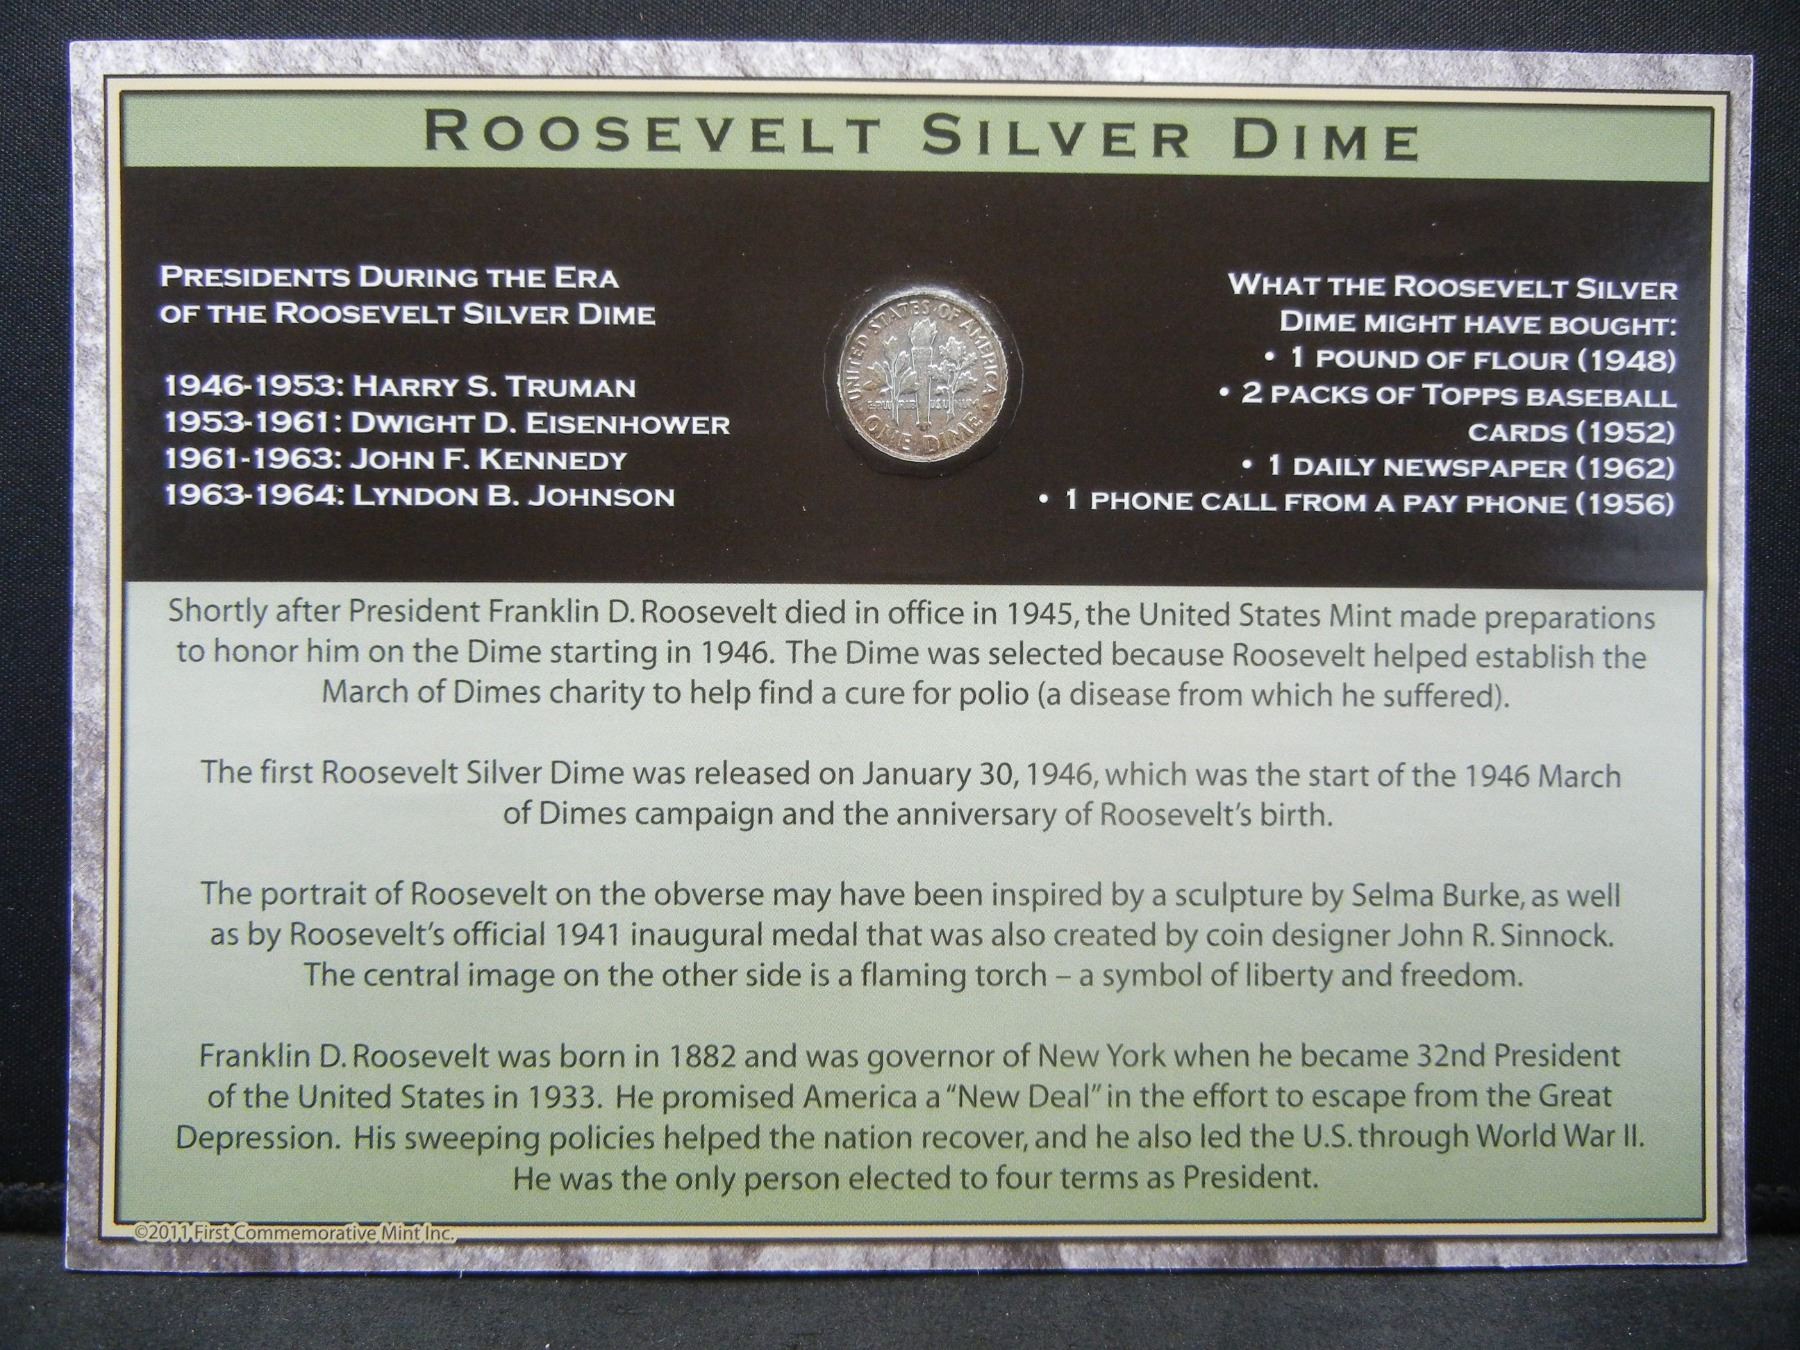 ROOSEVELT SILVER DIME
PRESIDENTS DURING THE ERA
OF THE ROOSEVELT SILVER DIME
1946-1953: HARRY S. TRUMAN
1953-1961: DWIGHT D. EISENHOWER
1961-1963: JOHN F. KENNEDY
1963-1964: LYNDON B. JOHNSON
UNITED STATES OF AMERICA
ONE DIME
WHAT THE ROOSEVELT SILVER
DIME MIGHT HAVE BOUGHT:
• 1 POUND OF FLOUR (1948)
• 2 PACKS OF TOPPS BASEBALL
CARDS (1952)
• 1 DAILY NEWSPAPER (1962)
• 1 PHONE CALL FROM A PAY PHONE (1956)
Shortly after President Franklin D. Roosevelt died in office in 1945, the United States Mint made preparations
to honor him on the Dime starting in 1946. The Dime was selected because Roosevelt helped establish the
March of Dimes charity to help find a cure for polio (a disease from which he suffered).
The first Roosevelt Silver Dime was released on January 30, 1946, which was the start of the 1946 March
of Dimes campaign and the anniversary of Roosevelt's birth.
The portrait of Roosevelt on the obverse may have been inspired by a sculpture by Selma Burke, as well
as by Roosevelt's official 1941 inaugural medal that was also created by coin designer John R. Sinnock.
The central image on the other side is a flaming torch – a symbol of liberty and freedom.
Franklin D. Roosevelt was born in 1882 and was governor of New York when he became 32nd President
of the United States in 1933. He promised America a "New Deal" in the effort to escape from the Great
Depression. His sweeping policies helped the nation recover, and he also led the U.S. through World War II.
He was the only person elected to four terms as President.
©2011 First Commemorative Mint Inc.